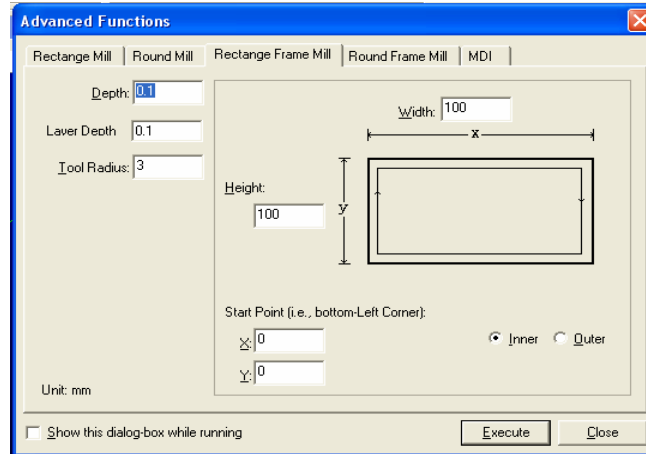 Advanced Functions
Rectange Mill Round Mill Rectange Frame Mill Round Frame Mill MDI
Depth: 0.1
Layer Depth 0.1
Tool Radius: 3
Width: 100
x
Height:
100
y
Start Point (i.e., bottom-Left Corner):
X: 0
Y: 0
Inner Outer
Unit: mm
Show this dialog-box while running
Execute Close